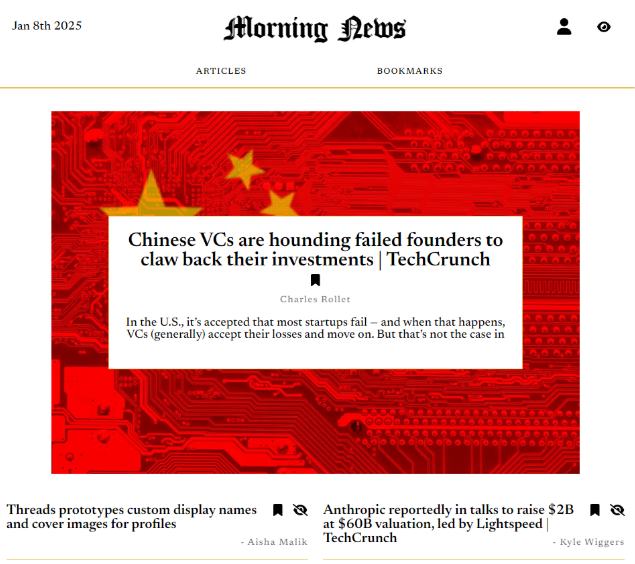 Jan 8th 2025
Morning News
ARTICLES
BOOKMARKS
Chinese VCs are hounding failed founders to
claw back their investments | TechCrunch
Charles Rollet
In the U.S., it's accepted that most startups fail — and when that happens,
VCs (generally) accept their losses and move on. But that's not the case in
Threads prototypes custom display names
and cover images for profiles
- Aisha Malik
Anthropic reportedly in talks to raise $2B
at $60B valuation, led by Lightspeed |
TechCrunch
- Kyle Wiggers